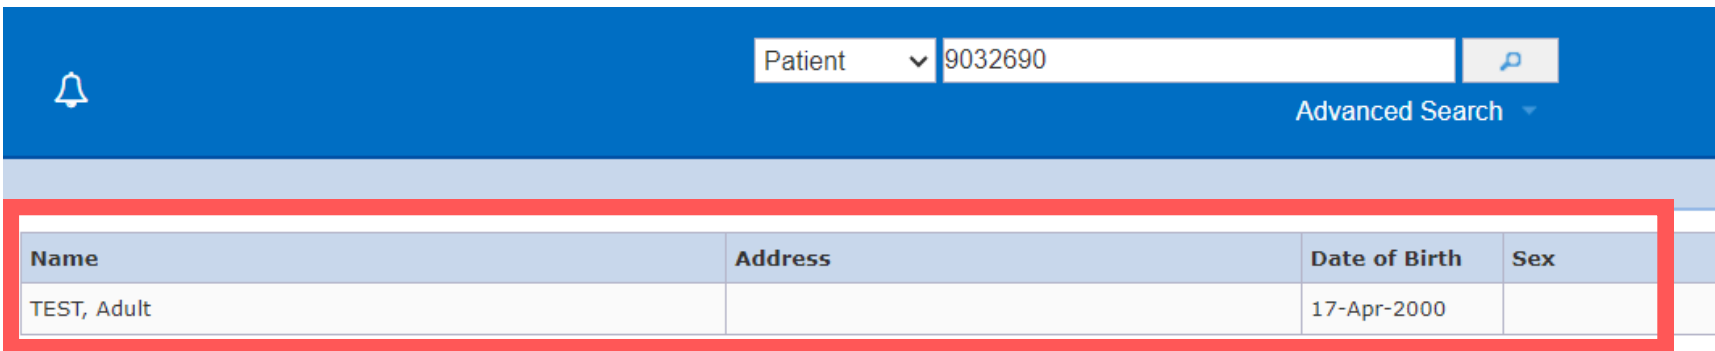 Patient 9032690
Advanced Search
Name Address Date of Birth Sex
TEST, Adult 17-Apr-2000